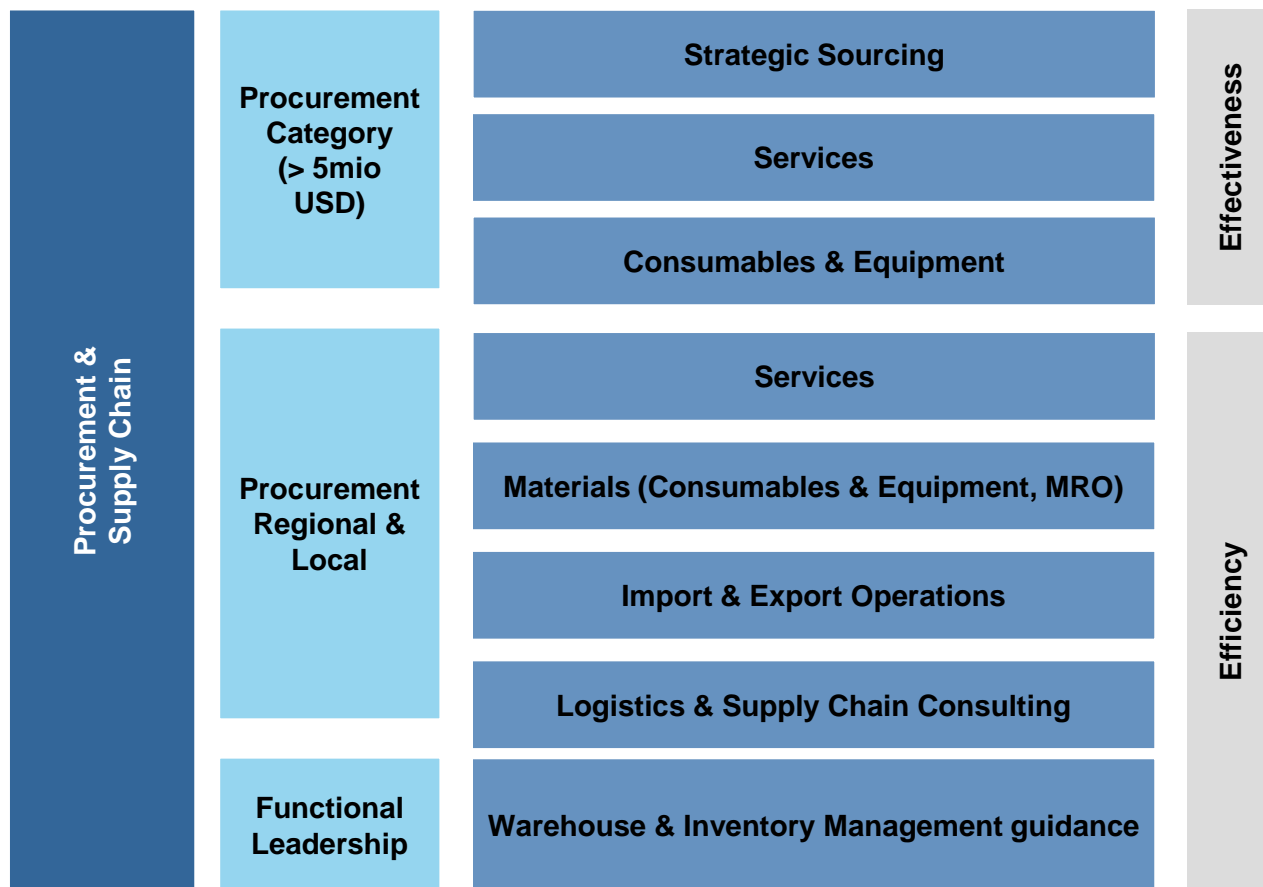 Procurement &
Supply Chain
Procurement
Category
(> 5mio
USD)
Strategic Sourcing
Services
Consumables & Equipment
Effectiveness
Procurement
Regional &
Local
Services
Materials (Consumables & Equipment, MRO)
Import & Export Operations
Logistics & Supply Chain Consulting
Functional
Leadership
Warehouse & Inventory Management guidance
Efficiency